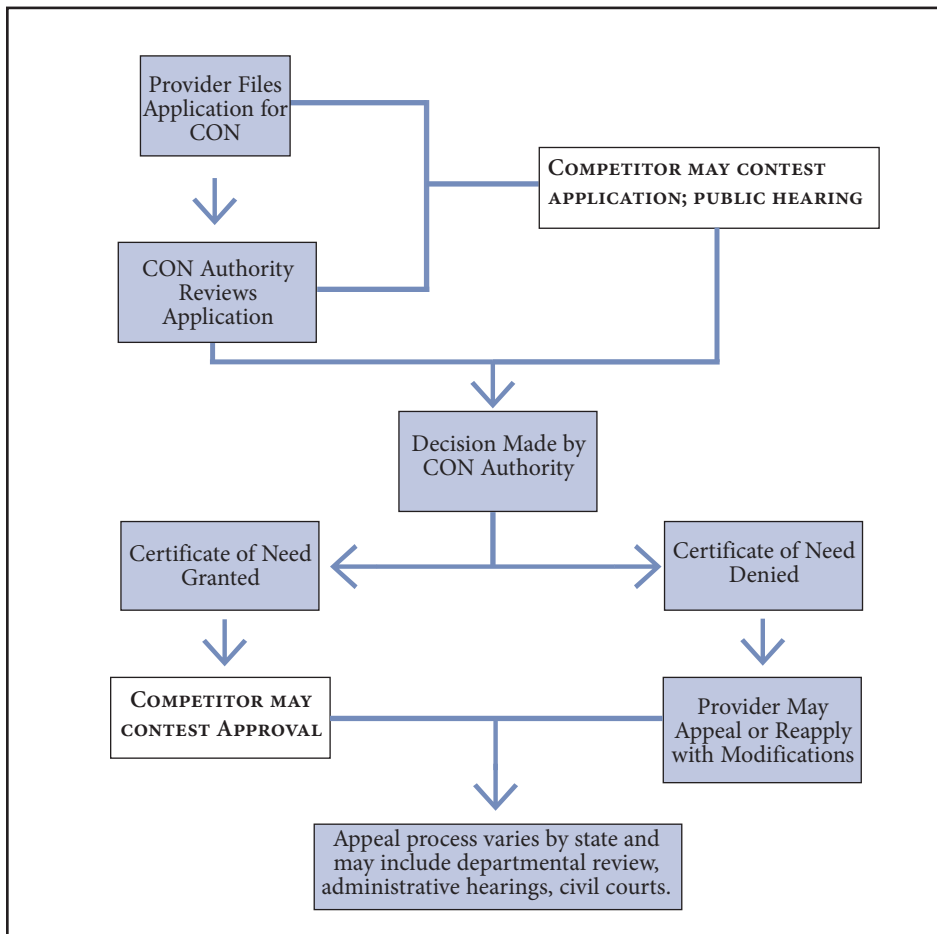 Provider Files
Application for
CON
COMPETITOR MAY CONTEST
APPLICATION; PUBLIC HEARING
CON Authority
Reviews
Application
Decision Made by
CON Authority
Certificate of Need
Granted
Certificate of Need
Denied
COMPETITOR MAY
CONTEST APPROVAL
Provider May
Appeal or Reapply
with Modifications
Appeal process varies by state and
may include departmental review,
administrative hearings, civil courts.